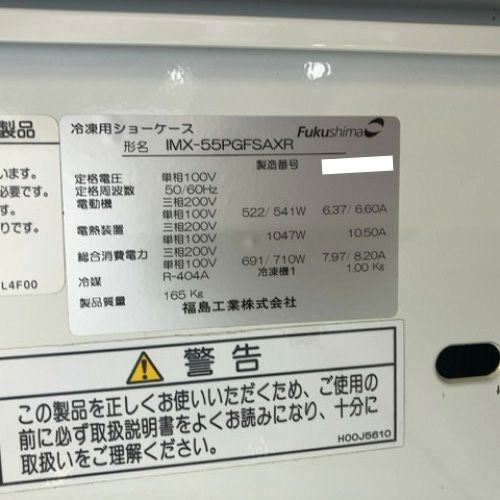 製品
います。
必要です。
す。
りです。
L4F00
冷凍用ショーケース
Fukushima
形名 IMX-55PGFSAXR
製造番号
定格電圧 単相100V
定格周波数 50/60Hz
電動機 三相200V
単相100V 522/541W 6.37/6.60A
電熱装置 三相200V
単相100V 1047W 10.50A
総合消費電力 三相200V
単相100V 691/710W 7.97/8.20A
冷媒 R-404A 冷凍機1 1.00 Kg
製品質量 165 Kg
福島工業株式会社
警告
この製品を正しくお使いいただくため、ご使用の
前に必ず取扱説明書をよくお読みになり、十分に
取扱いをご理解ください。
H00J5610